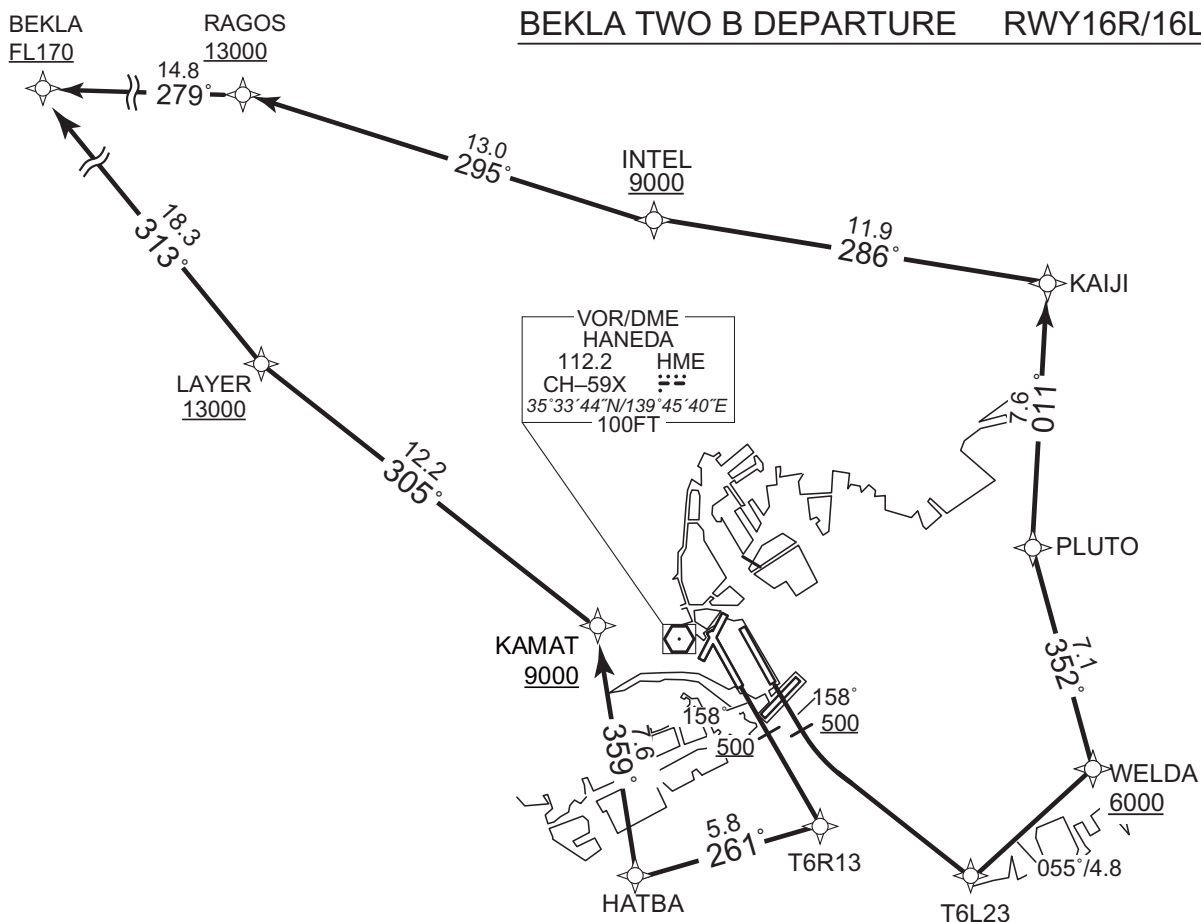 BEKLA TWO B DEPARTURE RWY16R/16L
BEKLA
FL170
RAGOS
13000
14.8
279°
13.0
295°
INTEL
9000
11.9
286°
KAIJI
18.3
313°
VOR/DME
HANEDA
112.2 HME
CH–59X
35°33´44˝N/139°45´40˝E
100FT
LAYER
13000
7.6
011°
12.2
305°
PLUTO
KAMAT
9000
7.1
352°
158°
500
158°
500
7.6
359°
WELDA
6000
5.8
261°
T6R13
055°/4.8
HATBA
T6L23